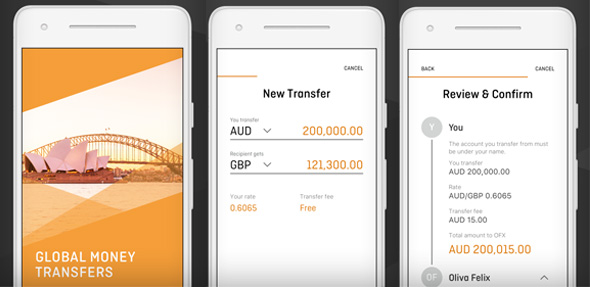 GLOBAL MONEY
TRANSFERS
CANCEL
New Transfer
You transfer
AUD 200,000.00
Recipient gets
GBP 121,300.00
Your rate Transfer fee
0.6065 Free
BACK CANCEL
Review & Confirm
Y You
The account you transfer from must
be under your name.
You transfer
AUD 200,000.00
Rate
AUD/GBP 0.6065
Transfer fee
AUD 15.00
Total amount to OFX
AUD 200,015.00
OF Oliva Felix